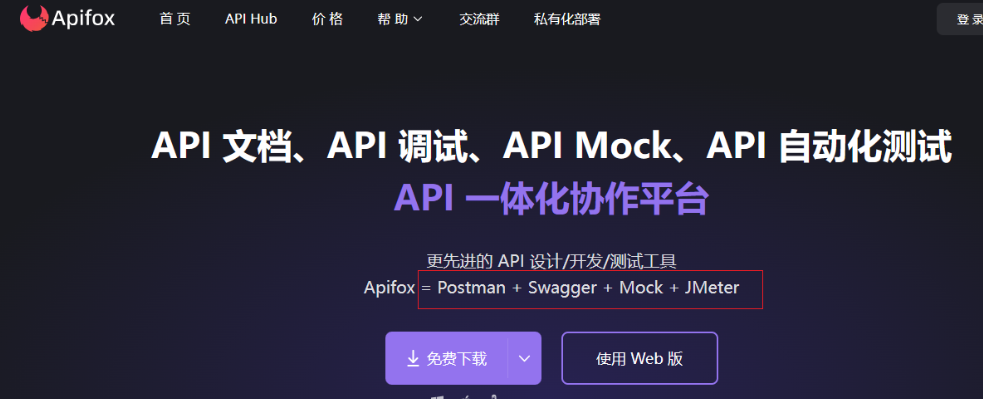 Apifox 首页 API Hub 价格 帮助 交流群 私有化部署 登录
API 文档、API 调试、API Mock、API 自动化测试
API 一体化协作平台
更先进的 API 设计/开发/测试工具
Apifox = Postman + Swagger + Mock + JMeter
免费下载 使用 Web 版